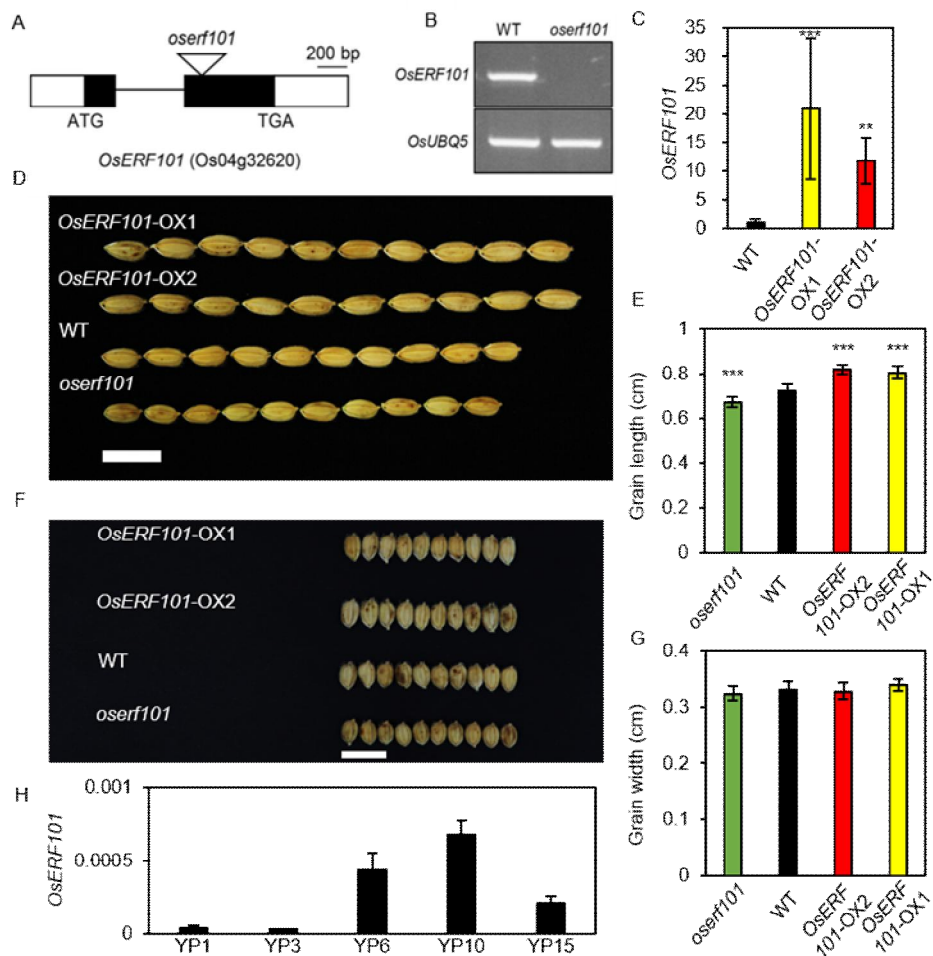 A
oserf101
200 bp
ATG
TGA
OsERF101 (Os04g32620)
B
WT oserf101
OsERF101
OsUBQ5
C
OsERF101
40
35
30
25
20
15
10
5
0
***
**
WT
OsERF101-
OX1
OsERF101-
OX2
D
OsERF101-OX1
OsERF101-OX2
WT
oserf101
E
Grain length (cm)
1
0.8
0.6
0.4
0.2
0
***
***
***
oserf101
WT
OsERF
101-OX2
OsERF
101-OX1
F
OsERF101-OX1
OsERF101-OX2
WT
oserf101
G
Grain width (cm)
0.4
0.3
0.2
0.1
0
oserf101
WT
OsERF
101-OX2
OsERF
101-OX1
H
OsERF101
0.001
0.0005
0
YP1 YP3 YP6 YP10 YP15